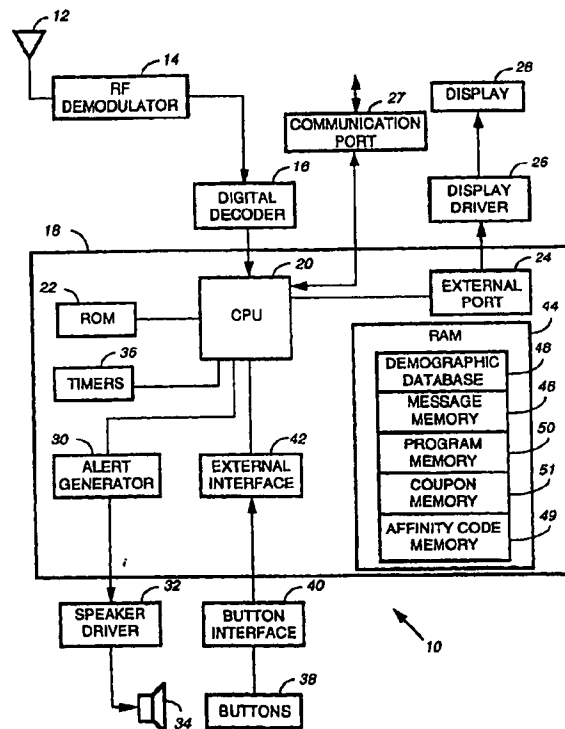 12
14
RF
DEMODULATOR
28
DISPLAY
27
COMMUNICATION
PORT
16
DIGITAL
DECODER
26
DISPLAY
DRIVER
18
20
CPU
24
EXTERNAL
PORT
22
ROM
36
TIMERS
44
RAM
DEMOGRAPHIC
DATABASE
48
MESSAGE
MEMORY
46
PROGRAM
MEMORY
50
COUPON
MEMORY
51
AFFINITY CODE
MEMORY
49
30
ALERT
GENERATOR
42
EXTERNAL
INTERFACE
32
SPEAKER
DRIVER
40
BUTTON
INTERFACE
10
34
38
BUTTONS